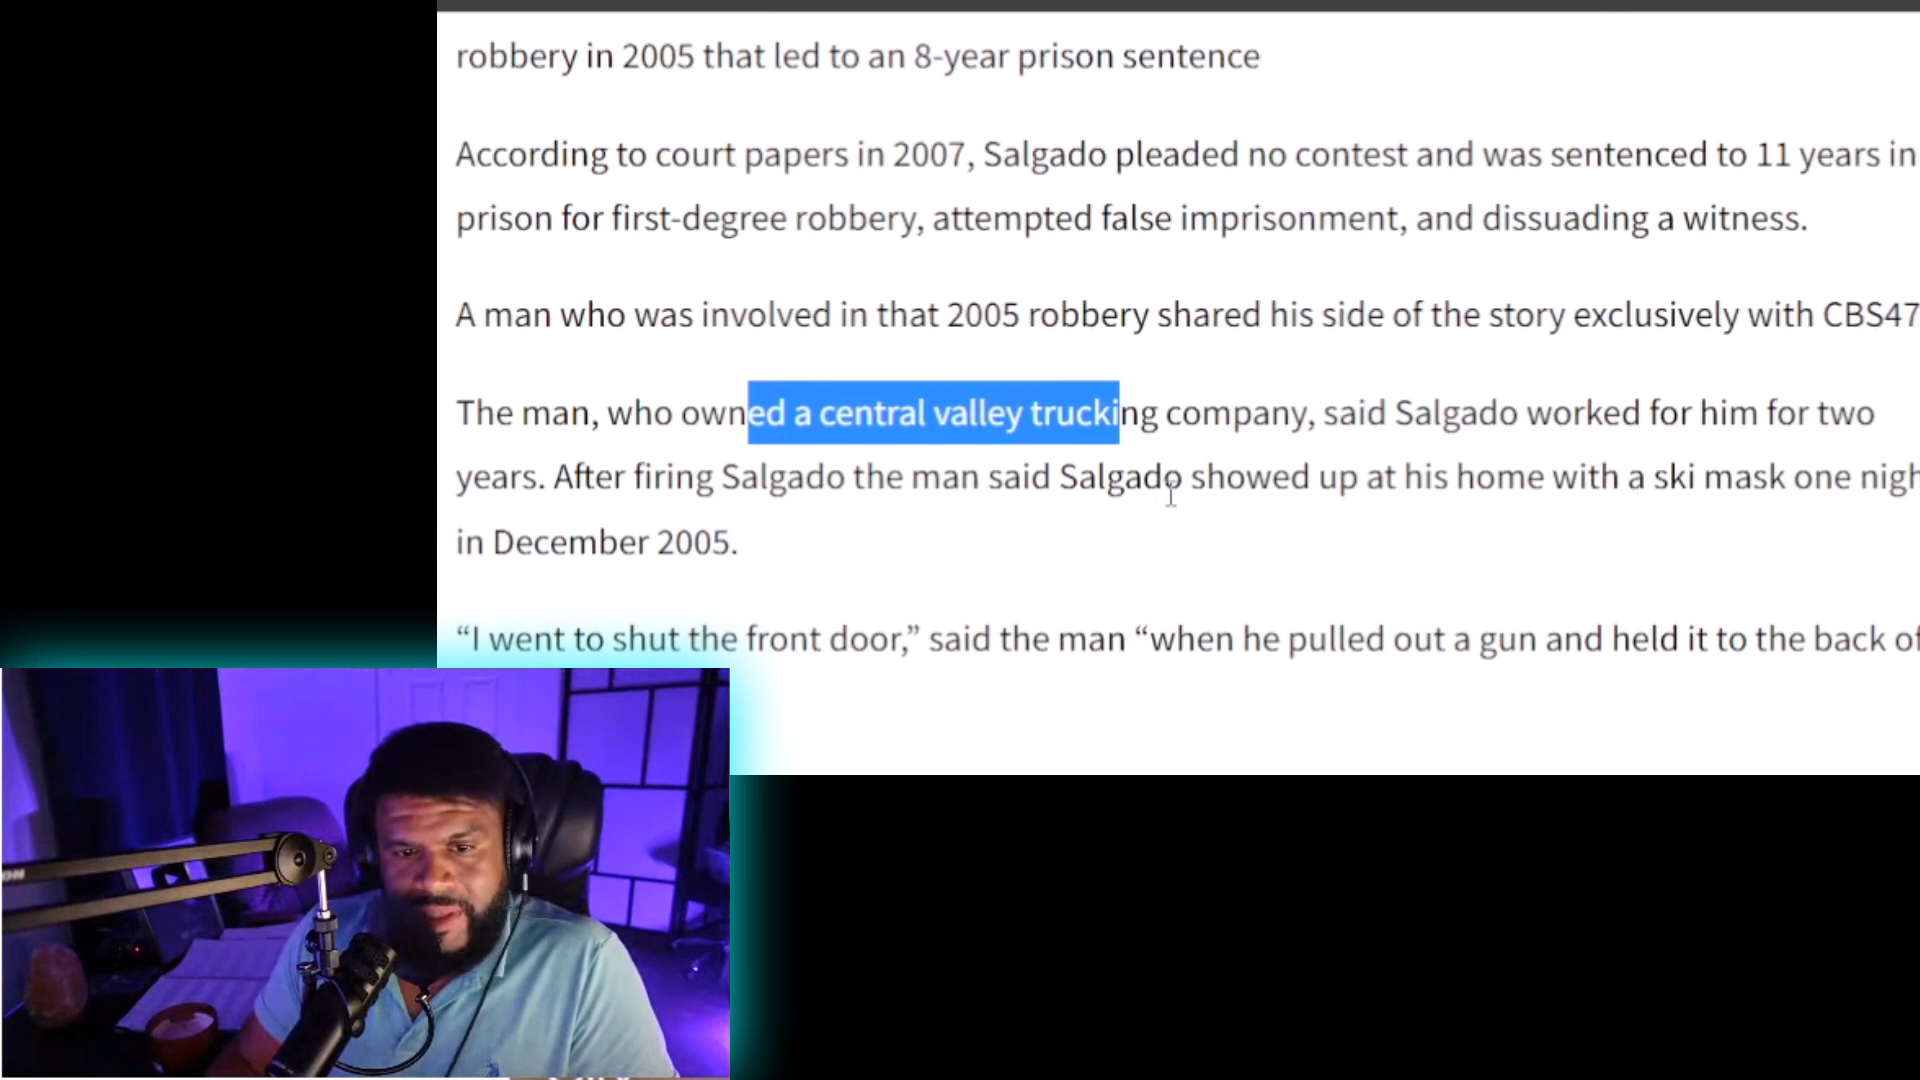 robbery in 2005 that led to an 8-year prison sentence
According to court papers in 2007, Salgado pleaded no contest and was sentenced to 11 years in
prison for first-degree robbery, attempted false imprisonment, and dissuading a witness.
A man who was involved in that 2005 robbery shared his side of the story exclusively with CBS47
The man, who owned a central valley trucking company, said Salgado worked for him for two
years. After firing Salgado the man said Salgado showed up at his home with a ski mask one nigh
in December 2005.
“I went to shut the front door,” said the man “when he pulled out a gun and held it to the back of
ON